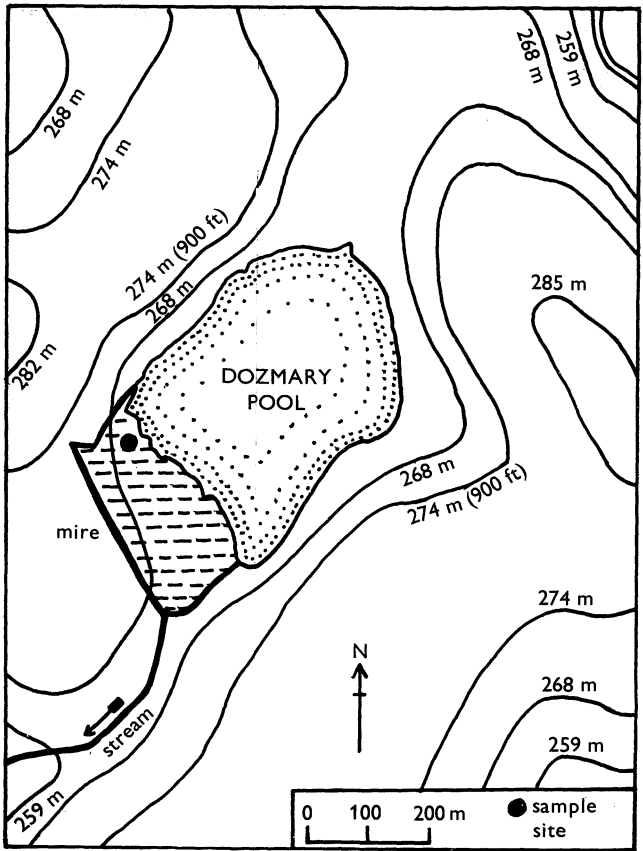 268 m
259 m
268 m
274 m
274 m (900 ft)
268 m
285 m
282 m
DOZMARY
POOL
268 m
274 m (900 ft)
mire
274 m
N
268 m
stream
259 m
259 m
0 100 200 m
sample
site